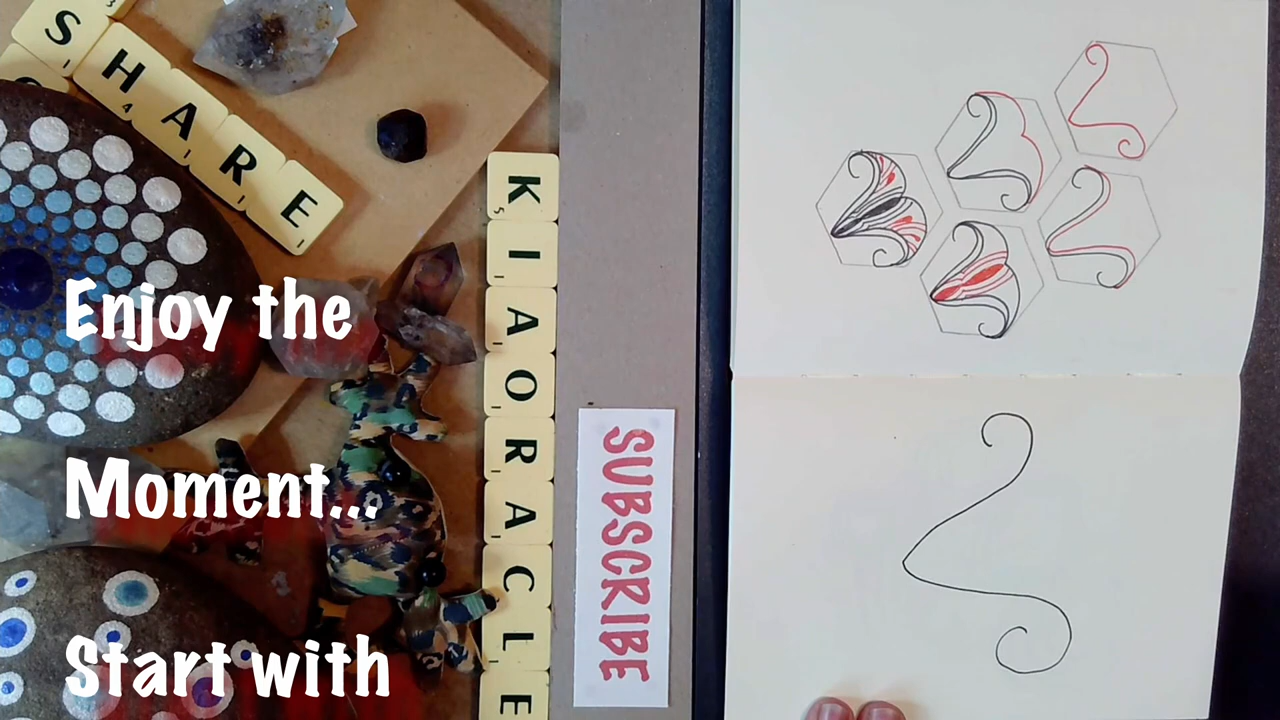 SHARE
KIAORACLE
SUBSCRIBE
Enjoy the
Moment...
Start with